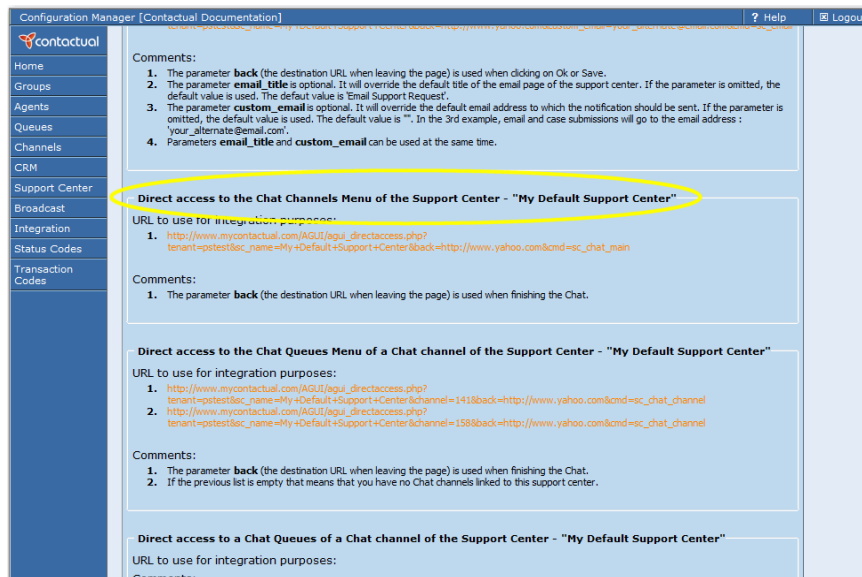 Configuration Manager [Contactual Documentation]
? Help
Logou
contactual
Home
Groups
Agents
Queues
Channels
CRM
Support Center
Broadcast
Integration
Status Codes
Transaction
Codes
Comments:
1. The parameter back (the destination URL when leaving the page) is used when clicking on Ok or Save.
2. The parameter email_title is optional. It will override the default title of the email page of the support center. If the parameter is omitted, the
default value is used. The defaut value is 'Email Support Request'.
3. The parameter custom_email is optional. It will override the default email address to which the notification should be sent. If the parameter is
omitted, the default value is used. The default value is "". In the 3rd example, email and case submissions will go to the email address :
'your_alternate@email.com'.
4. Parameters email_title and custom_email can be used at the same time.
Direct access to the Chat Channels Menu of the Support Center - "My Default Support Center"
URL to use for integration purposes:
1. http://www.mycontactual.com/AGUI/agui_directaccess.php?
tenant=pstest&sc_name=My+Default+Support+Center&back=http://www.yahoo.com&cmd=sc_chat_main
Comments:
1. The parameter back (the destination URL when leaving the page) is used when finishing the Chat.
Direct access to the Chat Queues Menu of a Chat channel of the Support Center - "My Default Support Center"
URL to use for integration purposes:
1. http://www.mycontactual.com/AGUI/agui_directaccess.php?
tenant=pstest&sc_name=My+Default+Support+Center&channel=141&back=http://www.yahoo.com&cmd=sc_chat_channel
2. http://www.mycontactual.com/AGUI/agui_directaccess.php?
tenant=pstest&sc_name=My+Default+Support+Center&channel=158&back=http://www.yahoo.com&cmd=sc_chat_channel
Comments:
1. The parameter back (the destination URL when leaving the page) is used when finishing the Chat.
2. If the previous list is empty that means that you have no Chat channels linked to this support center.
Direct access to a Chat Queues of a Chat channel of the Support Center - "My Default Support Center"
URL to use for integration purposes:
Comments: